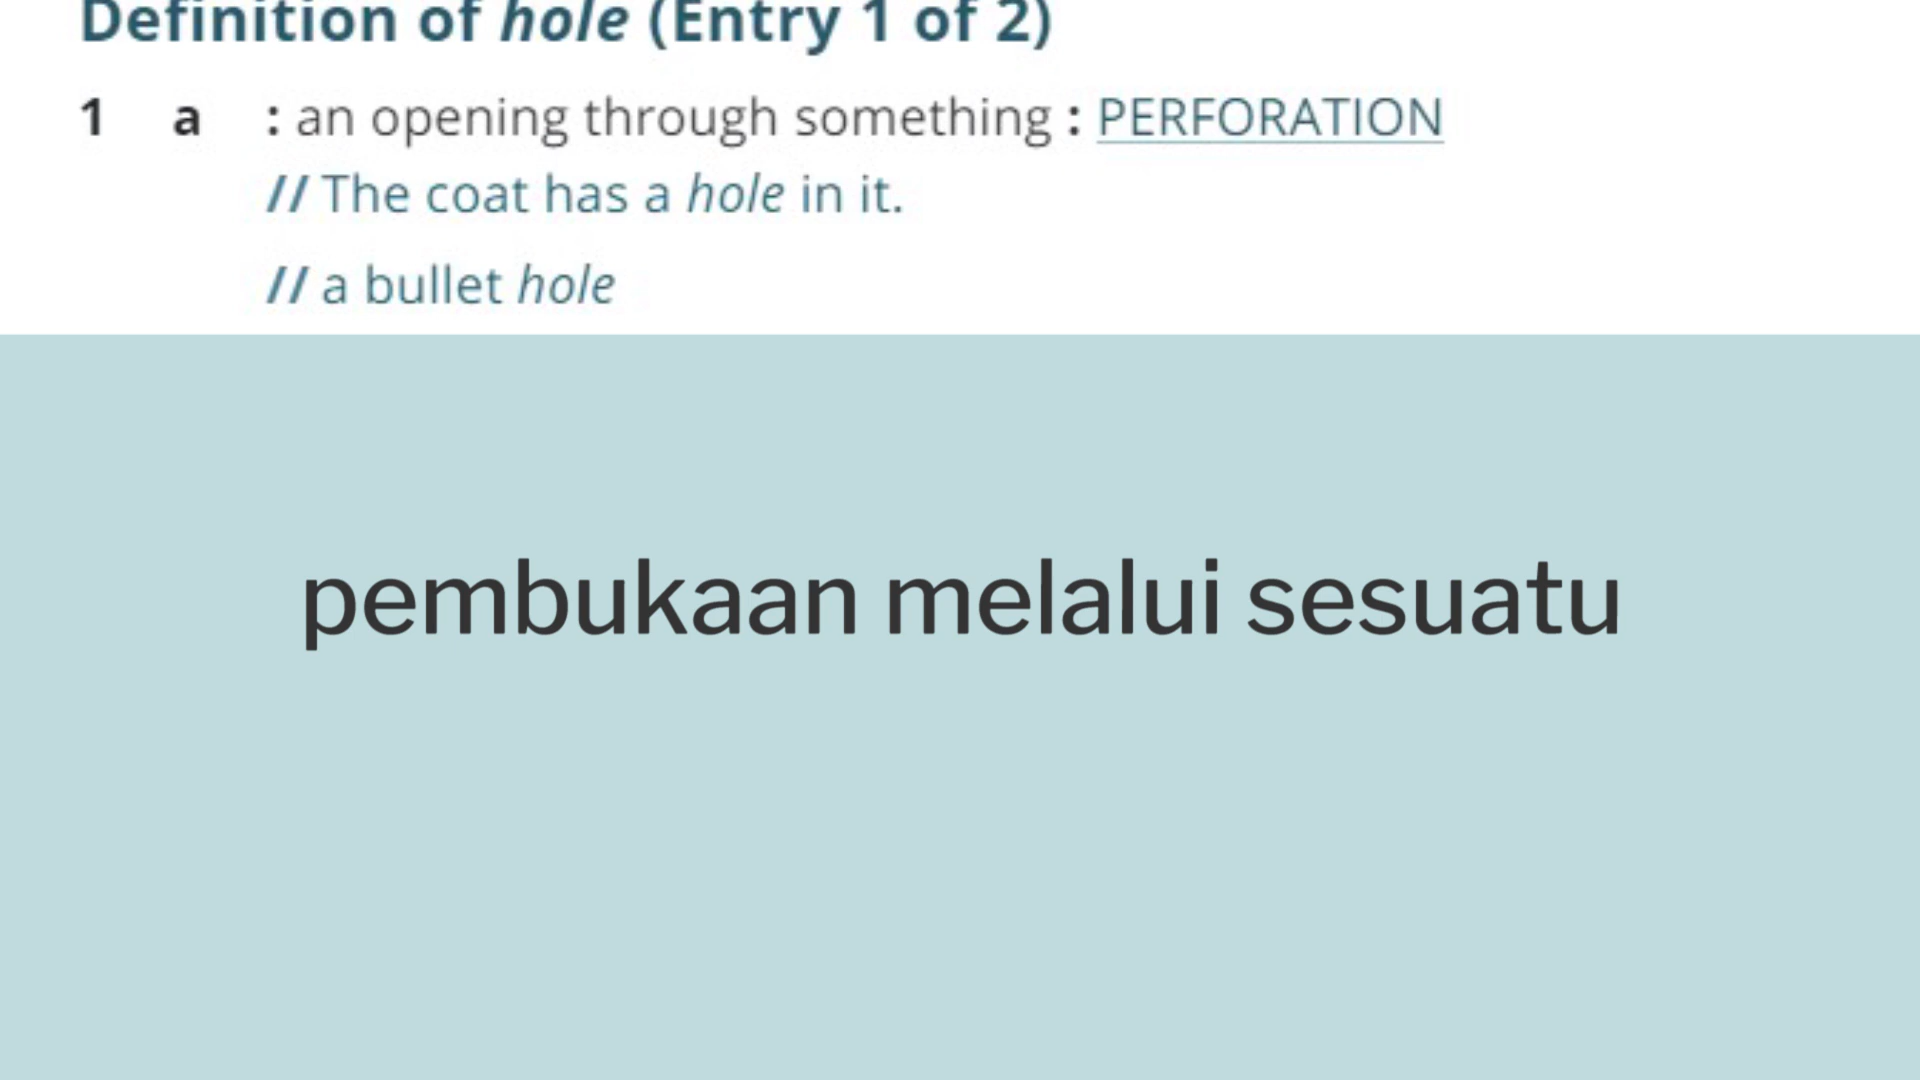 Definition of hole (Entry 1 of 2)
1 a : an opening through something : PERFORATION
// The coat has a hole in it.
// a bullet hole
pembukaan melalui sesuatu